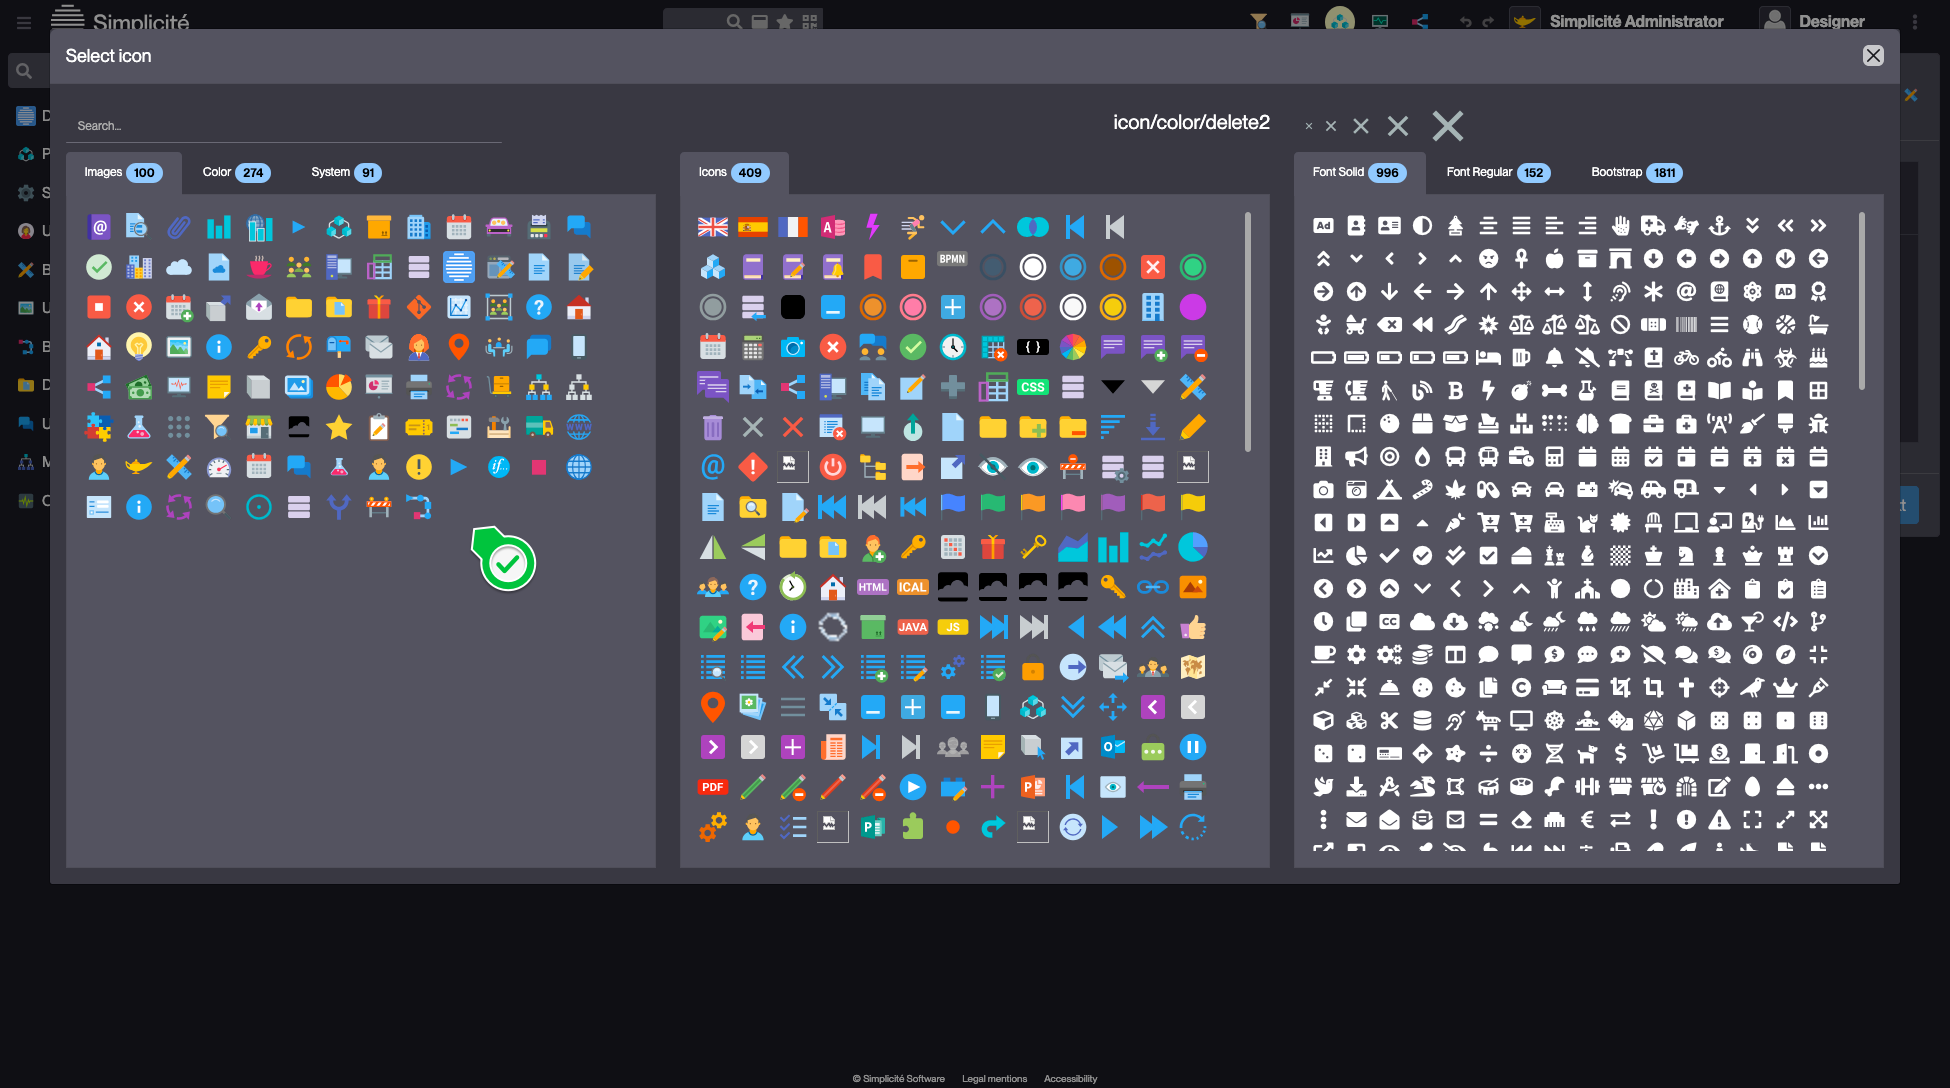 Simplicité
Simplicité Administrator
Designer
Select icon
Search...
icon/color/delete2
Images 100
Color 274
System 91
Icons 409
Font Solid 996
Font Regular 152
Bootstrap 1811
BPMN
CSS
HTML
ICAL
JAVA
JS
PDF
if...
WWW
© Simplicité Software
Legal mentions
Accessibility